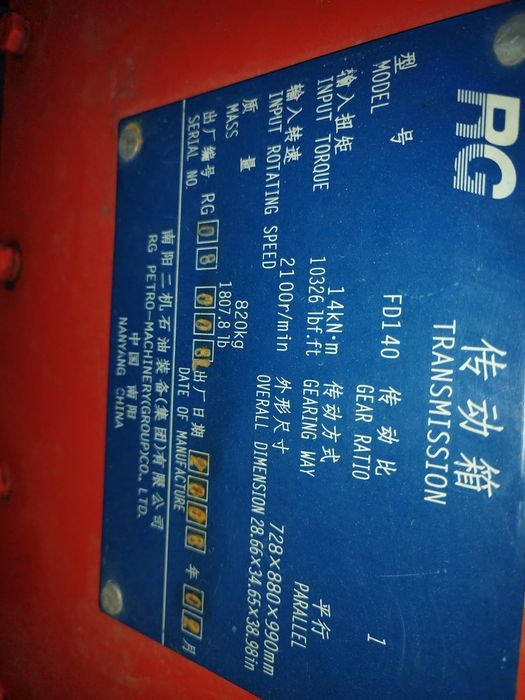 RG
传动箱
TRANSMISSION
型号 FD140 传动比 1
MODEL GEAR RATIO
输入扭矩 14kN·m 传动方式 平行
INPUT TORQUE 10326 lbf.ft GEARING WAY PARALLEL
输入转速 2100r/min 外形尺寸 728×880×990mm
INPUT ROTATING SPEED OVERALL DIMENSION 28.66×34.65×38.98in
质量 820kg
MASS 1807.8 lb
出厂编号 RG08 008 出厂日期 2008 年 02 月
SERIAL NO. DATE OF MANUFACTURE
南阳二机石油装备(集团)有限公司
RG PETRO-MACHINERY(GROUP)CO., LTD.
中国 南阳
NANYANG CHINA